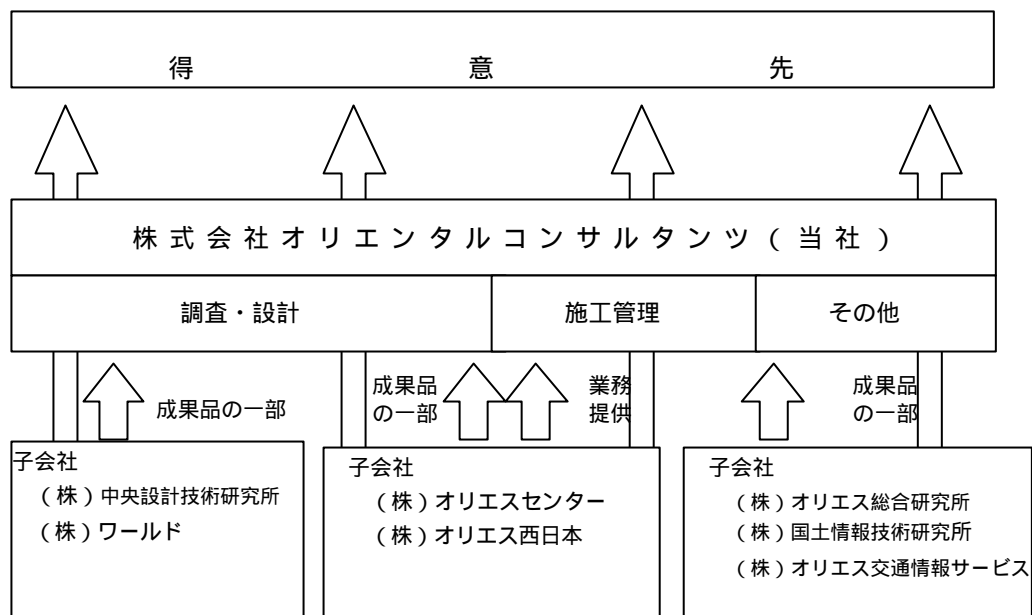 得意先
株式会社オリエンタルコンサルタンツ(当社)
調査・設計
施工管理
その他
成果品の一部
成果品
の一部
業務
提供
成果品
の一部
子会社
(株)中央設計技術研究所
(株)ワールド
子会社
(株)オリエスセンター
(株)オリエス西日本
子会社
(株)オリエス総合研究所
(株)国土情報技術研究所
(株)オリエス交通情報サービス